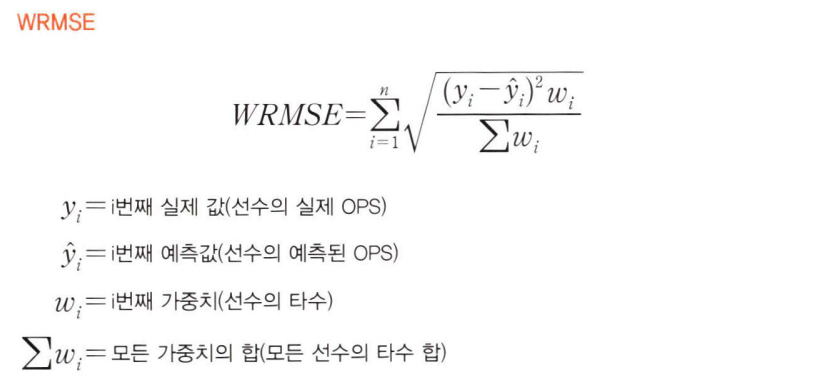 WRMSE
WRMSE=\sum_{i=1}^{n}\sqrt{\frac{(y_i-\hat{y}_i)^2 w_i}{\sum w_i}}
y_i=i번째 실제 값(선수의 실제 OPS)
\hat{y}_i=i번째 예측값(선수의 예측된 OPS)
w_i=i번째 가중치(선수의 타수)
\sum w_i=모든 가중치의 합(모든 선수의 타수 합)